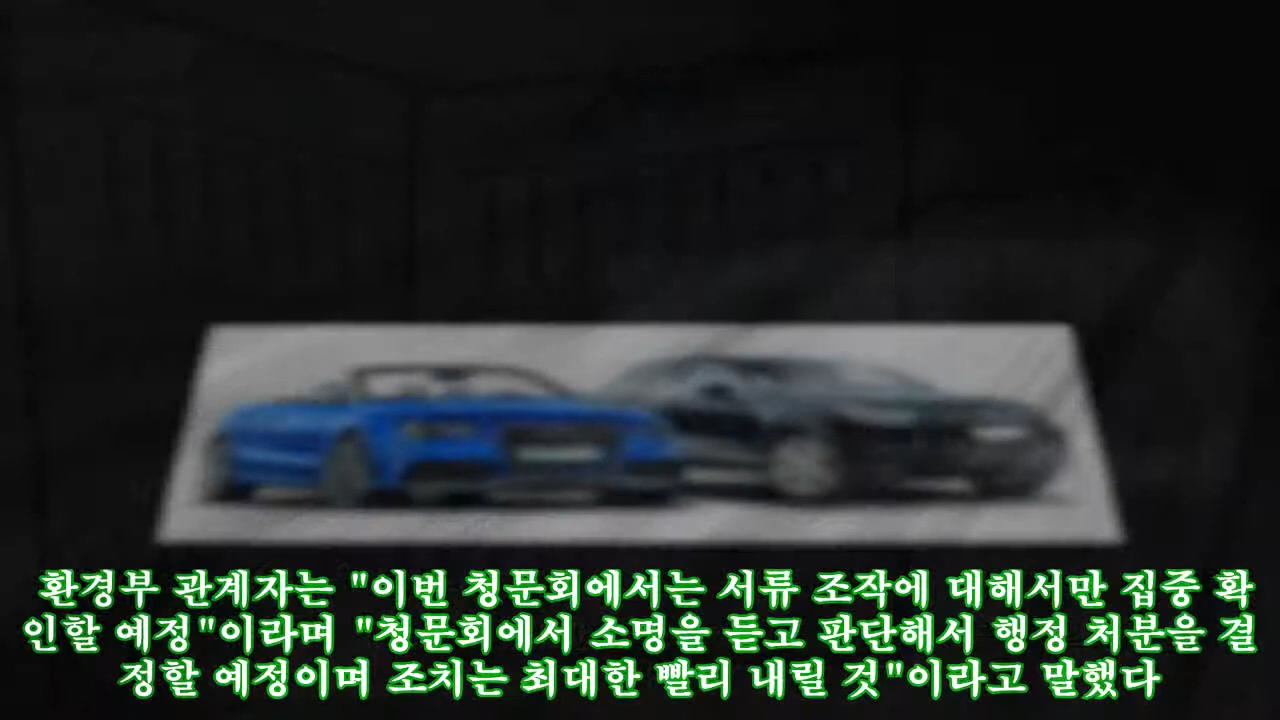 환경부 관계자는 "이번 청문회에서는 서류 조작에 대해서만 집중 확
인할 예정"이라며 "청문회에서 소명을 듣고 판단해서 행정 처분을 결
정할 예정이며 조치는 최대한 빨리 내릴 것"이라고 말했다